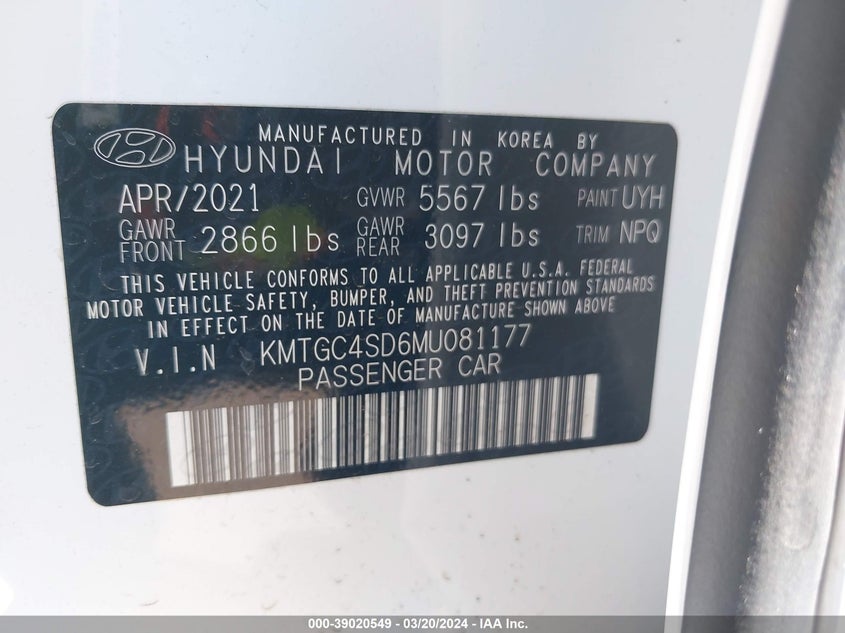 MANUFACTURED IN KOREA BY
HYUNDAI MOTOR COMPANY
APR/2021 GVWR 5567 lbs PAINT UYH
GAWR FRONT 2866 lbs GAWR REAR 3097 lbs TRIM NPQ
THIS VEHICLE CONFORMS TO ALL APPLICABLE U.S.A. FEDERAL
MOTOR VEHICLE SAFETY, BUMPER, AND THEFT PREVENTION STANDARDS
IN EFFECT ON THE DATE OF MANUFACTURE SHOWN ABOVE
V.I.N KMTGC4SD6MU081177
PASSENGER CAR
000-39020549 - 03/20/2024 - IAA Inc.